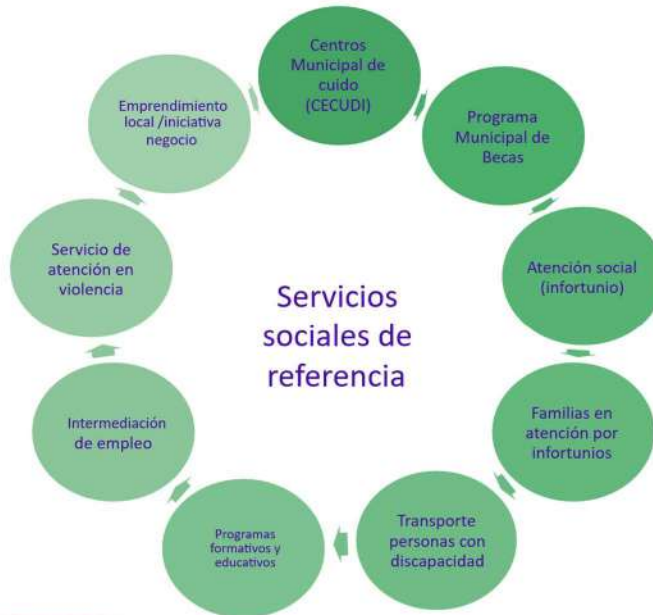 Centros
Municipal de
cuido
(CECUDI)
Programa
Municipal de
Becas
Atención social
(infortunio)
Familias en
atención por
infortunios
Transporte
personas con
discapacidad
Programas
formativos y
educativos
Intermediación
de empleo
Servicio de
atención en
violencia
Emprendimiento
local /iniciativa
negocio
Servicios
sociales de
referencia